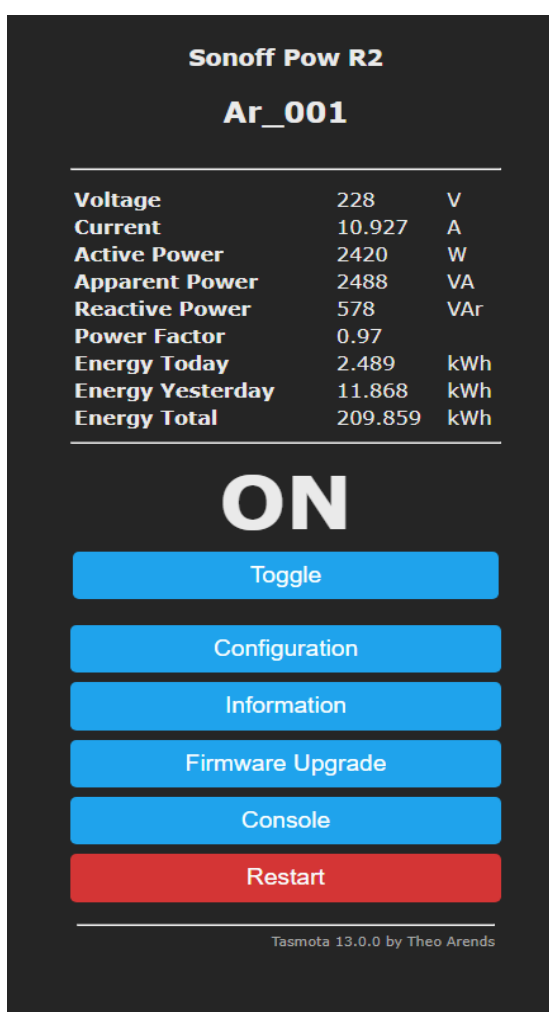 Sonoff Pow R2
Ar_001
Voltage 228 V
Current 10.927 A
Active Power 2420 W
Apparent Power 2488 VA
Reactive Power 578 VAr
Power Factor 0.97
Energy Today 2.489 kWh
Energy Yesterday 11.868 kWh
Energy Total 209.859 kWh
ON
Toggle
Configuration
Information
Firmware Upgrade
Console
Restart
Tasmota 13.0.0 by Theo Arends